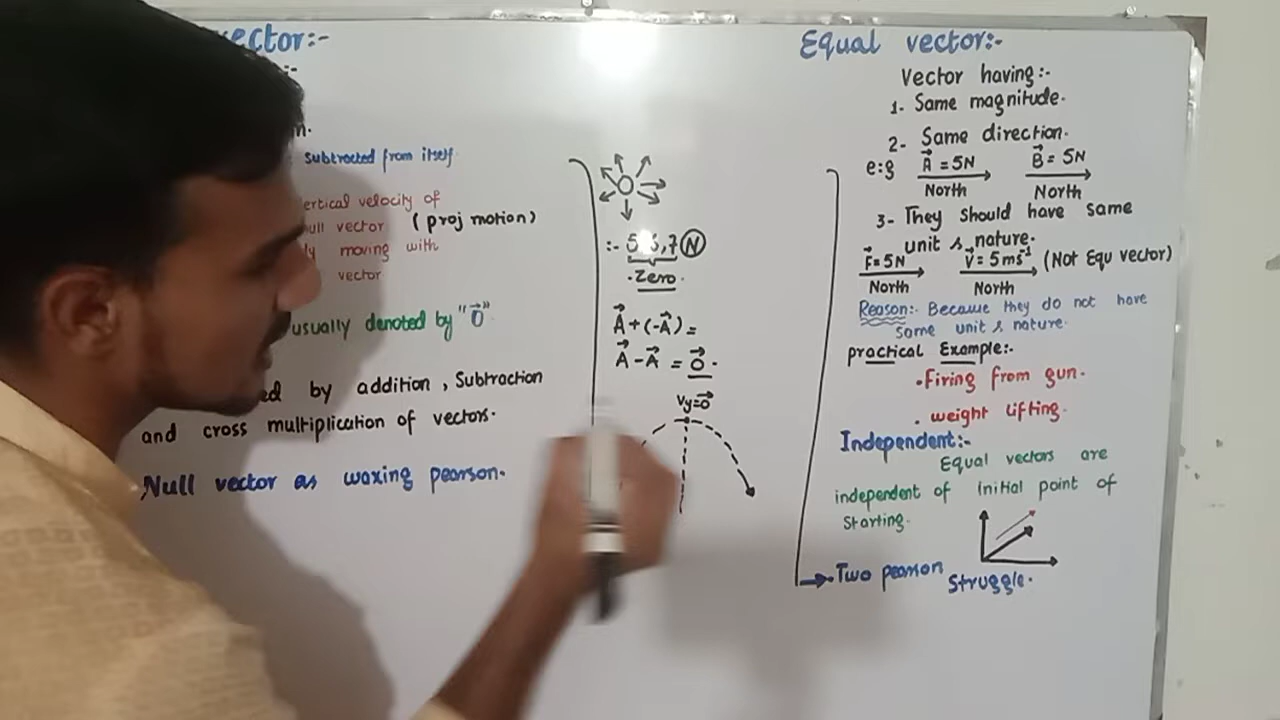 ector:-
:-
n.
: subtracted from itself.
ertical velocity of
ull vector (proj motion)
ly moving with
vector
usually denoted by "0⃗"
ed by addition, Subtraction
and cross multiplication of vectors.
Null vector as waxing pearson.
:- 5,6,7 N
.Zero.
A⃗ + (-A⃗) =
A⃗ - A⃗ = 0⃗.
vy=0⃗
Equal vector:-
Vector having:-
1- Same magnitude.
2- Same direction.
e:g A⃗ = 5N B⃗ = 5N
North North
3- They should have same
unit & nature.
F⃗ = 5N V⃗ = 5ms⁻¹ (Not Equ vector)
North North
Reason:- Because they do not have
same unit & nature.
practical Example:-
.Firing from gun.
. weight lifting.
Independent:-
Equal vectors are
independent of Initial point of
Starting.
Two pearson Struggle.